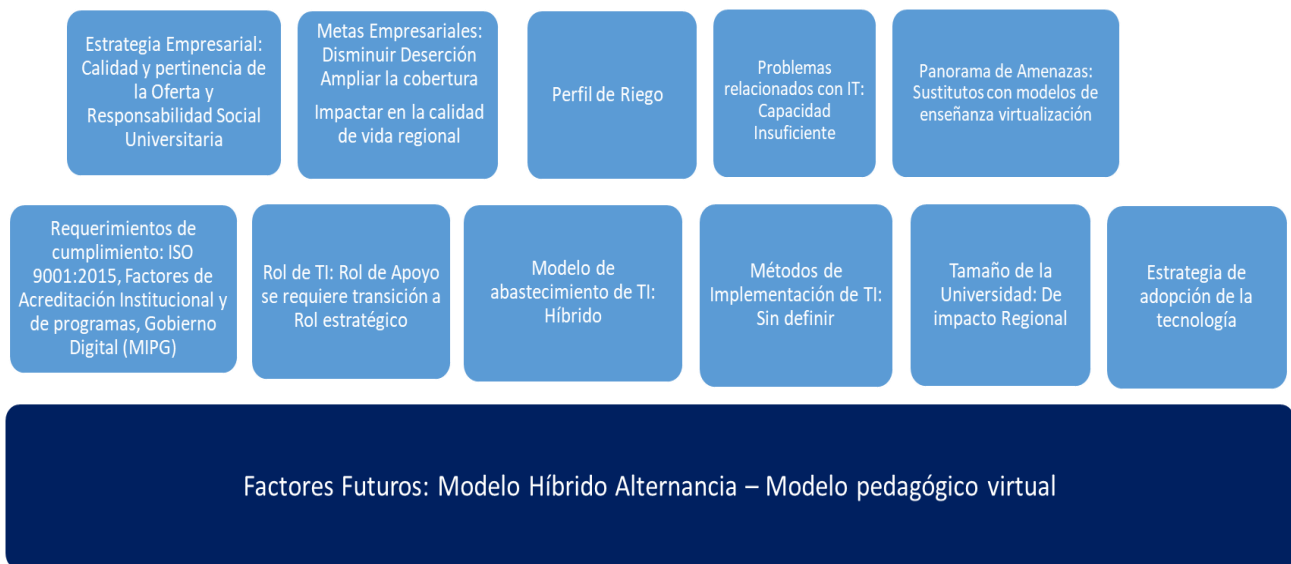 Estrategia Empresarial:
Calidad y pertinencia de
la Oferta y
Responsabilidad Social
Universitaria
Metas Empresariales:
Disminuir Deserción
Ampliar la cobertura
Impactar en la calidad
de vida regional
Perfil de Riego
Problemas
relacionados con IT:
Capacidad
Insuficiente
Panorama de Amenazas:
Sustitutos con modelos de
enseñanza virtualización
Requerimientos de
cumplimiento: ISO
9001:2015, Factores de
Acreditación Institucional y
de programas, Gobierno
Digital (MIPG)
Rol de TI: Rol de Apoyo
se requiere transición a
Rol estratégico
Modelo de
abastecimiento de TI:
Híbrido
Métodos de
Implementación de TI:
Sin definir
Tamaño de la
Universidad: De
impacto Regional
Estrategia de
adopción de la
tecnología
Factores Futuros: Modelo Híbrido Alternancia – Modelo pedagógico virtual